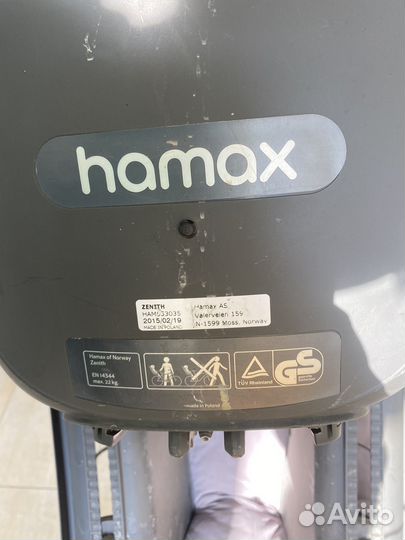 hamax
ZENITH
HAM533035
2015/02/19
MADE IN POLAND
Hamax AS
Valerveien 159
N-1599 Moss, Norway
Hamax of Norway
Zenith
EN 14344
max. 22 kg.
TÜV Rheinland
GS
made in Poland
Avito